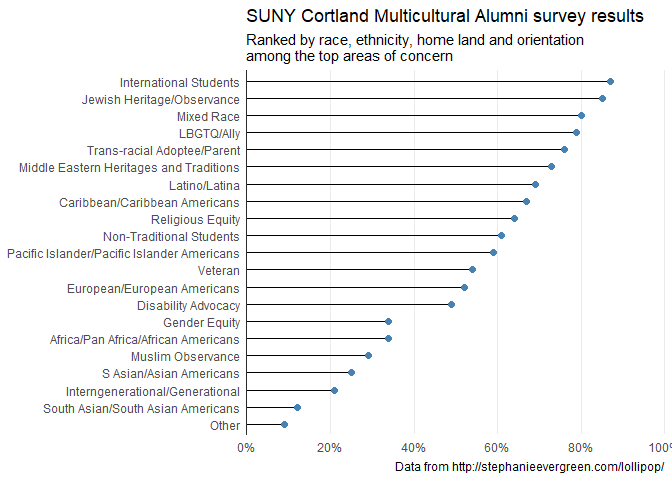 SUNY Cortland Multicultural Alumni survey results
Ranked by race, ethnicity, home land and orientation
among the top areas of concern
International Students
Jewish Heritage/Observance
Mixed Race
LBGTQ/Ally
Trans-racial Adoptee/Parent
Middle Eastern Heritages and Traditions
Latino/Latina
Caribbean/Caribbean Americans
Religious Equity
Non-Traditional Students
Pacific Islander/Pacific Islander Americans
Veteran
European/European Americans
Disability Advocacy
Gender Equity
Africa/Pan Africa/African Americans
Muslim Observance
S Asian/Asian Americans
Interngenerational/Generational
South Asian/South Asian Americans
Other
0% 20% 40% 60% 80% 100%
Data from http://stephanieevergreen.com/lollipop/